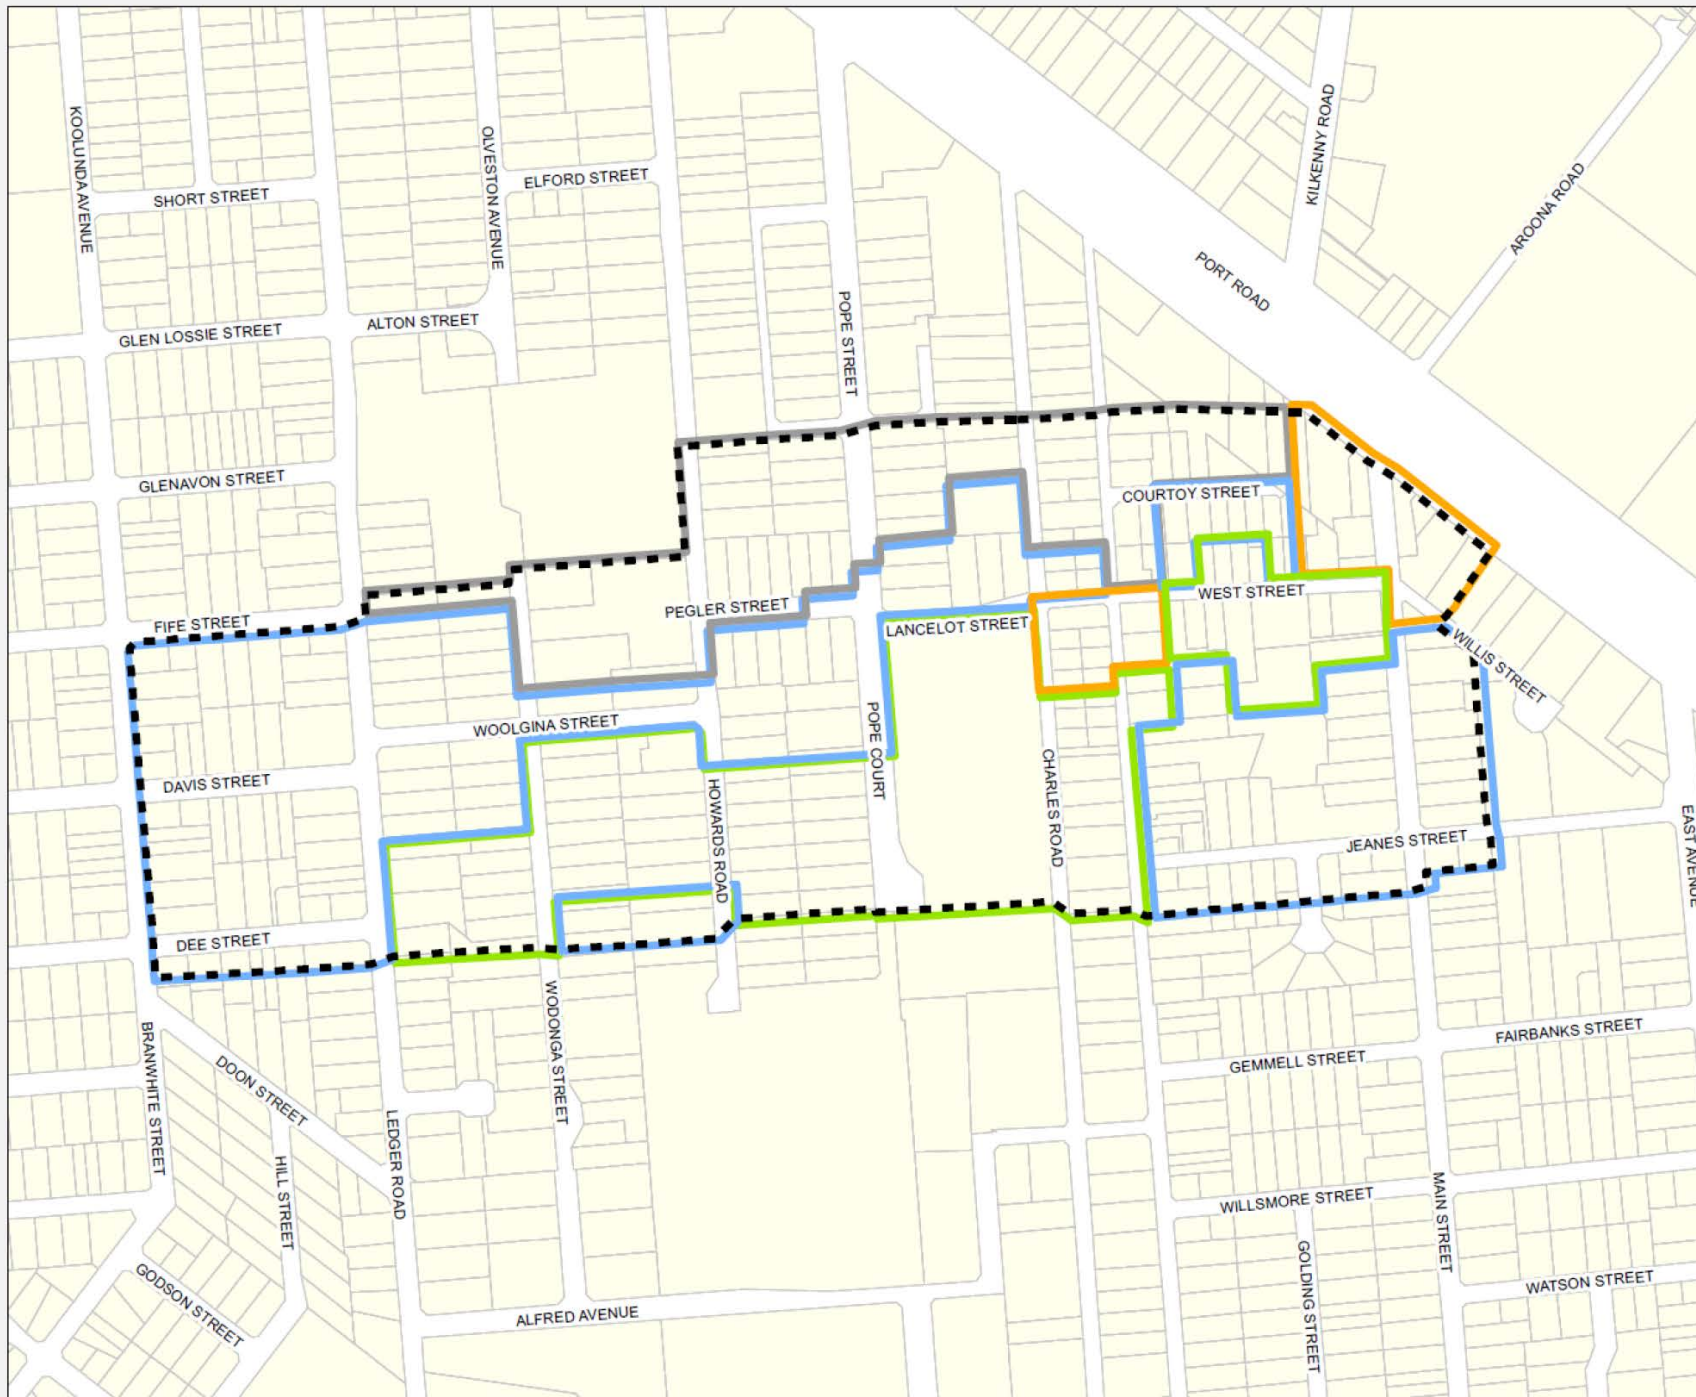 KOOLUNDA AVENUE
OLVESTON AVENUE
KILKENNY ROAD
ELFORD STREET
SHORT STREET
AROONA ROAD
PORT ROAD
POPE STREET
ALTON STREET
GLEN LOSSIE STREET
GLENAVON STREET
COURTOY STREET
WEST STREET
PEGLER STREET
FIFE STREET
LANCELOT STREET
WILLIS STREET
WOOLGINA STREET
POPE COURT
DAVIS STREET
HOWARDS ROAD
CHARLES ROAD
JEANES STREET
EAST AVENUE
DEE STREET
WODONGA STREET
BRANWHITE STREET
FAIRBANKS STREET
GEMMELL STREET
DOON STREET
LEDGER ROAD
HILL STREET
MAIN STREET
WILLSMORE STREET
GOLDING STREET
GODSON STREET
WATSON STREET
ALFRED AVENUE